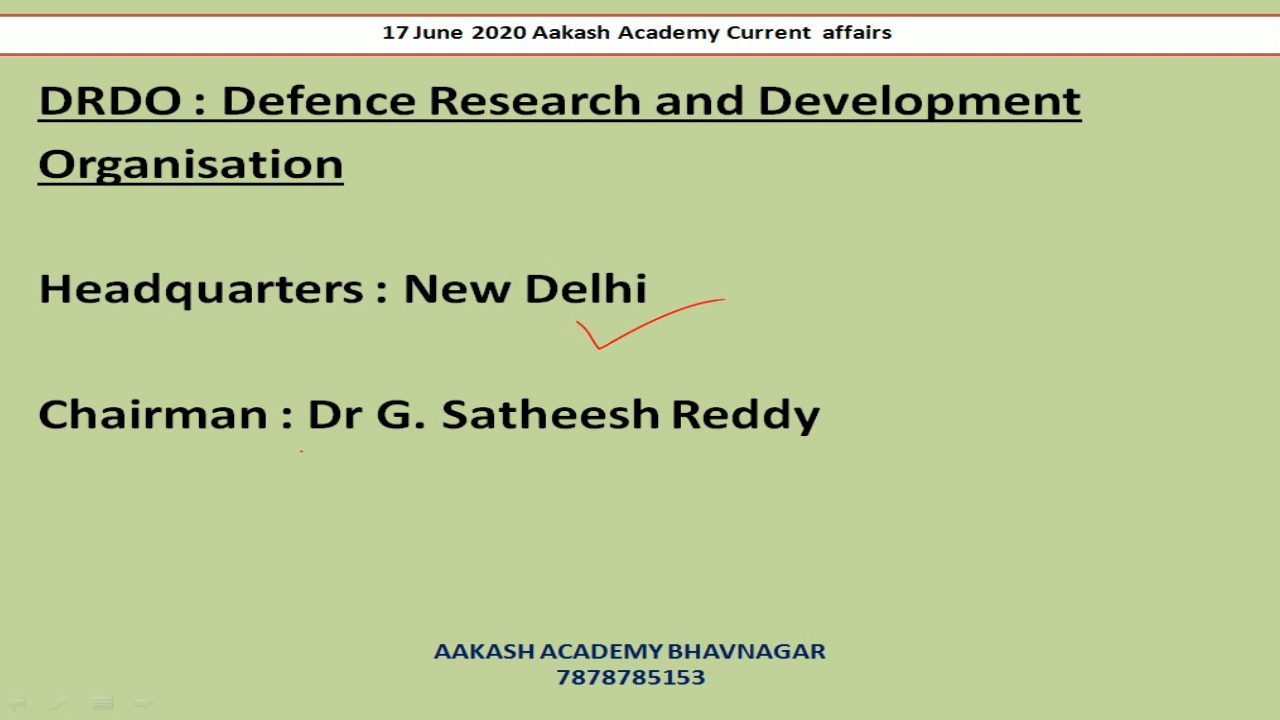 17 June 2020 Aakash Academy Current affairs
DRDO : Defence Research and Development
Organisation
Headquarters : New Delhi
Chairman : Dr G. Satheesh Reddy
AAKASH ACADEMY BHAVNAGAR
7878785153